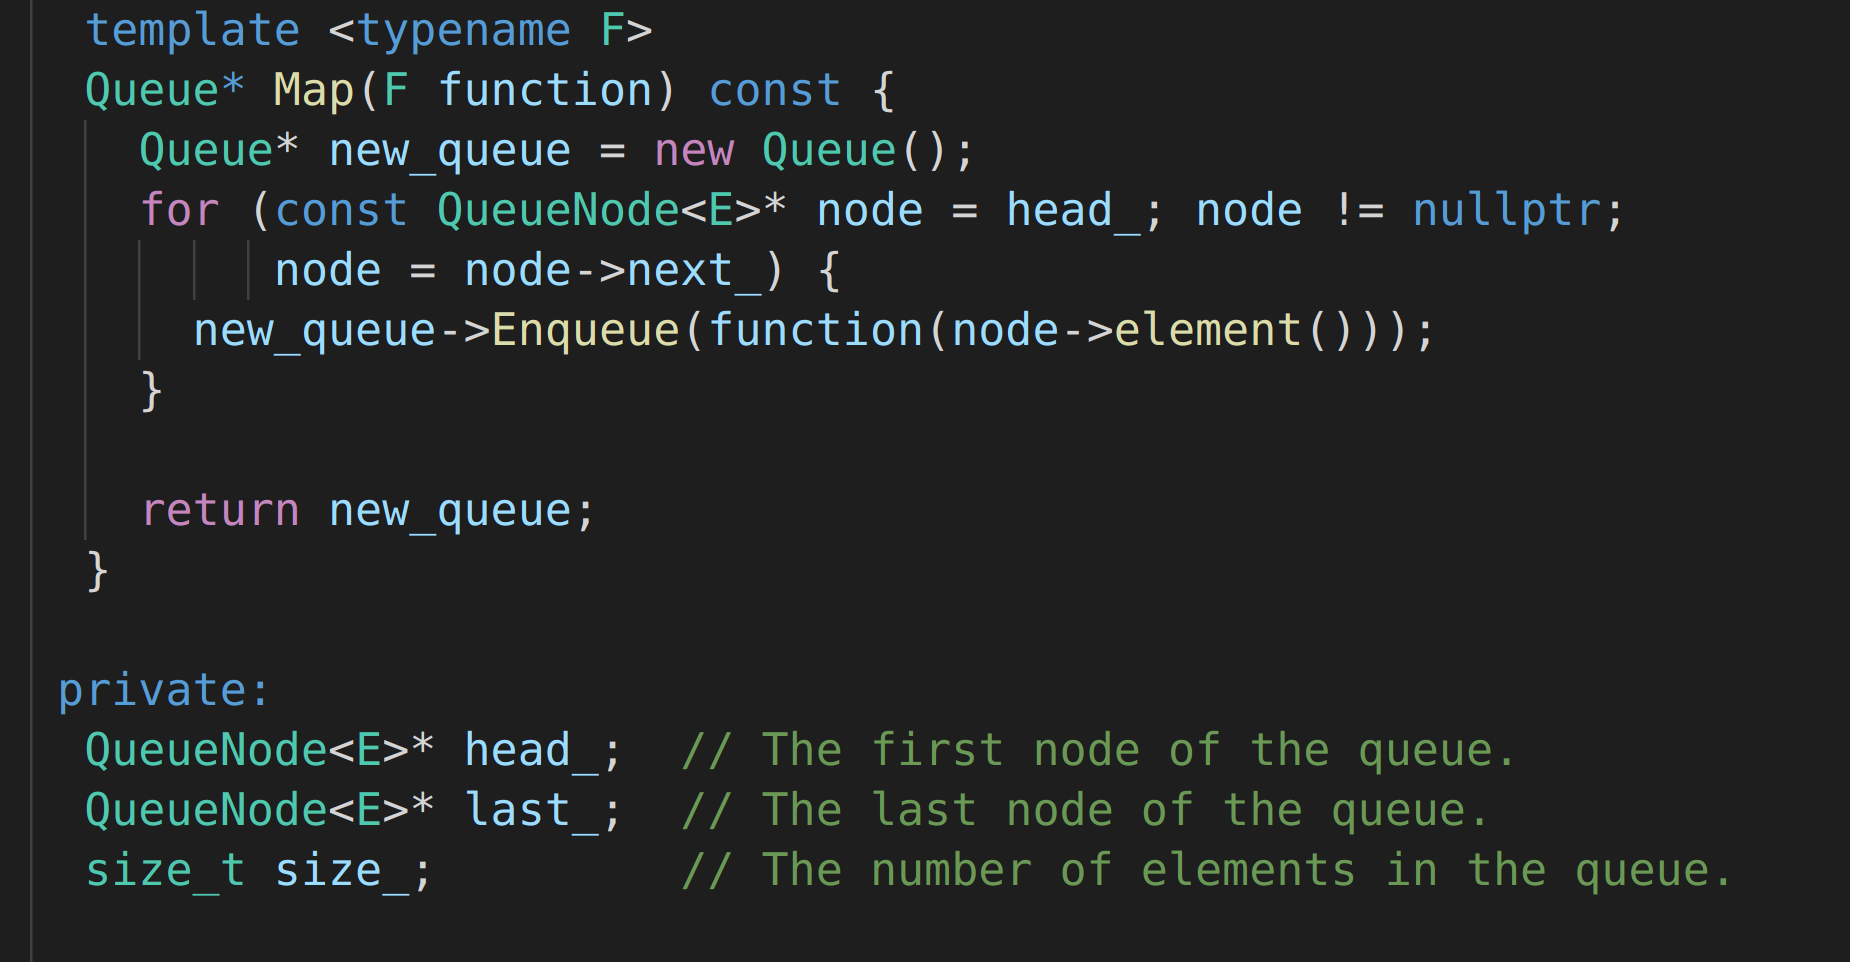 template <typename F>
Queue* Map(F function) const {
  Queue* new_queue = new Queue();
  for (const QueueNode<E>* node = head_; node != nullptr;
       node = node->next_) {
    new_queue->Enqueue(function(node->element()));
  }

  return new_queue;
}

private:
QueueNode<E>* head_;  // The first node of the queue.
QueueNode<E>* last_;  // The last node of the queue.
size_t size_;         // The number of elements in the queue.